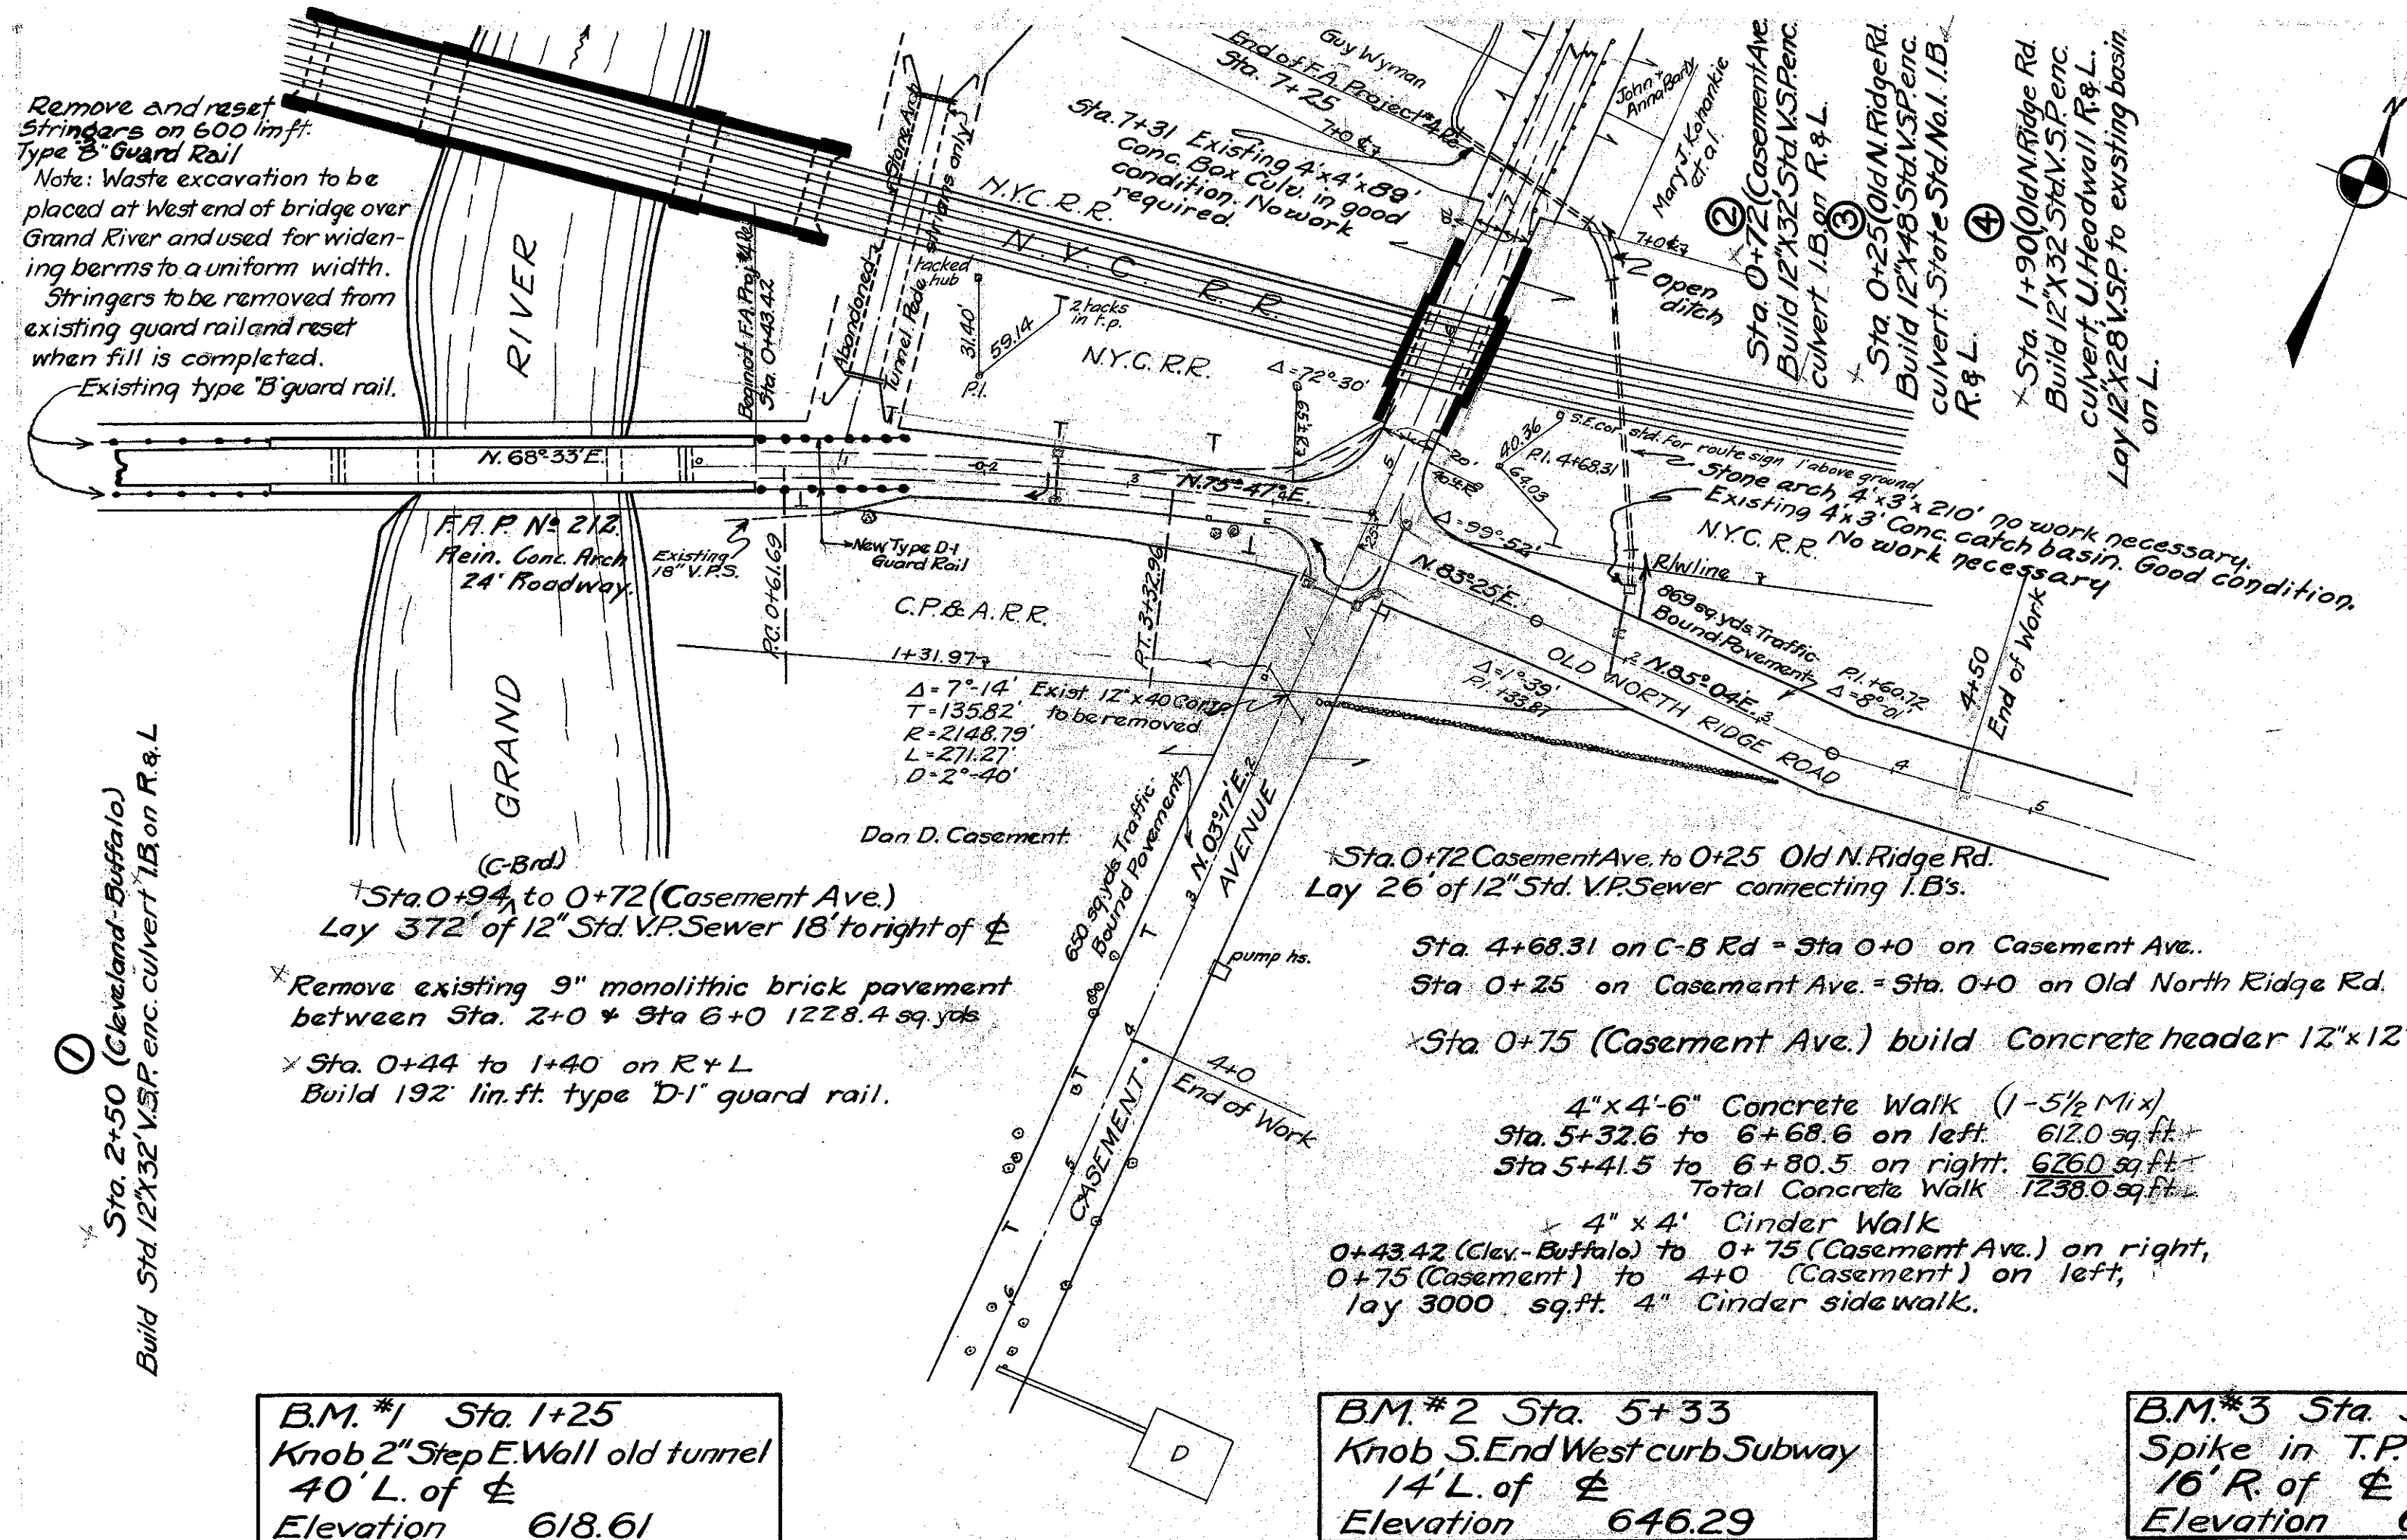 Remove and reset
Stringers on 600 lin ft.
Type "B" Guard Rail
Note: Waste excavation to be
placed at West end of bridge over
Grand River and used for widen-
ing berms to a uniform width.
Stringers to be removed from
existing guard rail and reset
when fill is completed.
Existing type "B" guard rail.
RIVER
GRAND
N. 68°-33' E.
F.A.P. Nº 212.
Rein. Conc. Arch
24' Roadway.
Existing
18" V.P.S.
Begin of F.A. Proj.
Sta. 0+43.42
P.C. 0+61.69
New Type D-1
Guard Rail
Abandoned
Stone Arch
Tunnel. Pedestrians only
tacked
hub
31.40'
59.14
P.I.
2 tacks
in T.P.
N.Y.C. R.R.
N. Y. C. R. R.
N.Y.C. R.R.
Guy Wyman
End of F.A. Project
Sta. 7+25
Sta. 7+31 Existing 4'x4'x89'
Conc. Box Culv. in good
condition. No work
required.
John &
Anna Bardy
Mary J. Komankie
et. al.
7+0
7+0
Open
ditch
② Sta. 0+72 (Casement Ave.
Build 12"X32' Std. V.S.P. enc.
culvert. I.B. on R. & L.
③ Sta. 0+25 (Old N. Ridge Rd.
Build 12"X48' Std. V.S.P. enc.
culvert. State Std. No. 1. I.B.
R. & L.
④ Sta. 1+90 (Old N. Ridge Rd.
Build 12"X32' Std. V.S.P. enc.
culvert. U. Headwall R. & L.
Lay 12"X28' V.S.P. to existing basin.
on L.
N
Δ=72°-30'
N. 75°-47' E.
P.T. 3+32.96
40.36
P.I. 4+68.31
64.03
S.E. cor std. For route sign 1' above ground
Stone arch, 4'x3'x210' no work necessary.
Existing 4'x3' Conc. catch basin. Good condition.
No work necessary
N.Y.C. R.R.
R/W line
20'
Δ=99°-52'
N. 83°25' E.
869 sq. yds. Traffic
Bound Pavement
P.I. +60.72
Δ=8°-01'
N. 85°04' E.
OLD NORTH RIDGE ROAD
Δ=1°-39'
P.I. +33.87
4+50
End of Work
C.P. & A. R.R.
1+31.97
Δ = 7°-14'
T = 135.82'
R = 2148.79'
L = 271.27'
D = 2°-40'
Exist. 12"x40' Corr.
to be removed
Dan D. Casement
650 sq. yds. Traffic
Bound Pavement
N. 03°17' E.
CASEMENT AVENUE
pump hs.
4+0
End of Work
D
① Sta. 2+50 (Cleveland-Buffalo)
Build Std. 12"X32' V.S.P. enc. culvert I.B. on R. & L
(C-B rd.)
Sta. 0+94 to 0+72 (Casement Ave.)
Lay 372' of 12" Std. V.P. Sewer 18' to right of ℄
Remove existing 9" monolithic brick pavement
between Sta. 2+0 & Sta 6+0 1228.4 sq. yds
Sta. 0+44 to 1+40 on R & L
Build 192 lin. ft. type "D-1" guard rail.
Sta. 0+72 Casement Ave. to 0+25 Old N. Ridge Rd.
Lay 26' of 12" Std. V.P. Sewer connecting I.B's.
Sta. 4+68.31 on C-B Rd = Sta 0+0 on Casement Ave..
Sta 0+25 on Casement Ave. = Sta. 0+0 on Old North Ridge Rd.
Sta. 0+75 (Casement Ave.) build Concrete header 12"x12
4"x4'-6" Concrete Walk (1-5½ Mix)
Sta. 5+32.6 to 6+68.6 on left. 612.0 sq. ft.
Sta 5+41.5 to 6+80.5 on right. 626.0 sq. ft.
Total Concrete Walk 1238.0 sq. ft.
4" x 4' Cinder Walk
0+43.42 (Clev.-Buffalo) to 0+75 (Casement Ave.) on right,
0+75 (Casement) to 4+0 (Casement) on left,
lay 3000 sq. ft. 4" Cinder sidewalk.
B.M. #1 Sta. 1+25
Knob 2" Step E. Wall old tunnel
40' L. of ℄
Elevation 618.61
B.M. #2 Sta. 5+33
Knob S. End West curb Subway
14' L. of ℄
Elevation 646.29
B.M. #3 Sta.
Spike in T.P.
16' R. of ℄
Elevation